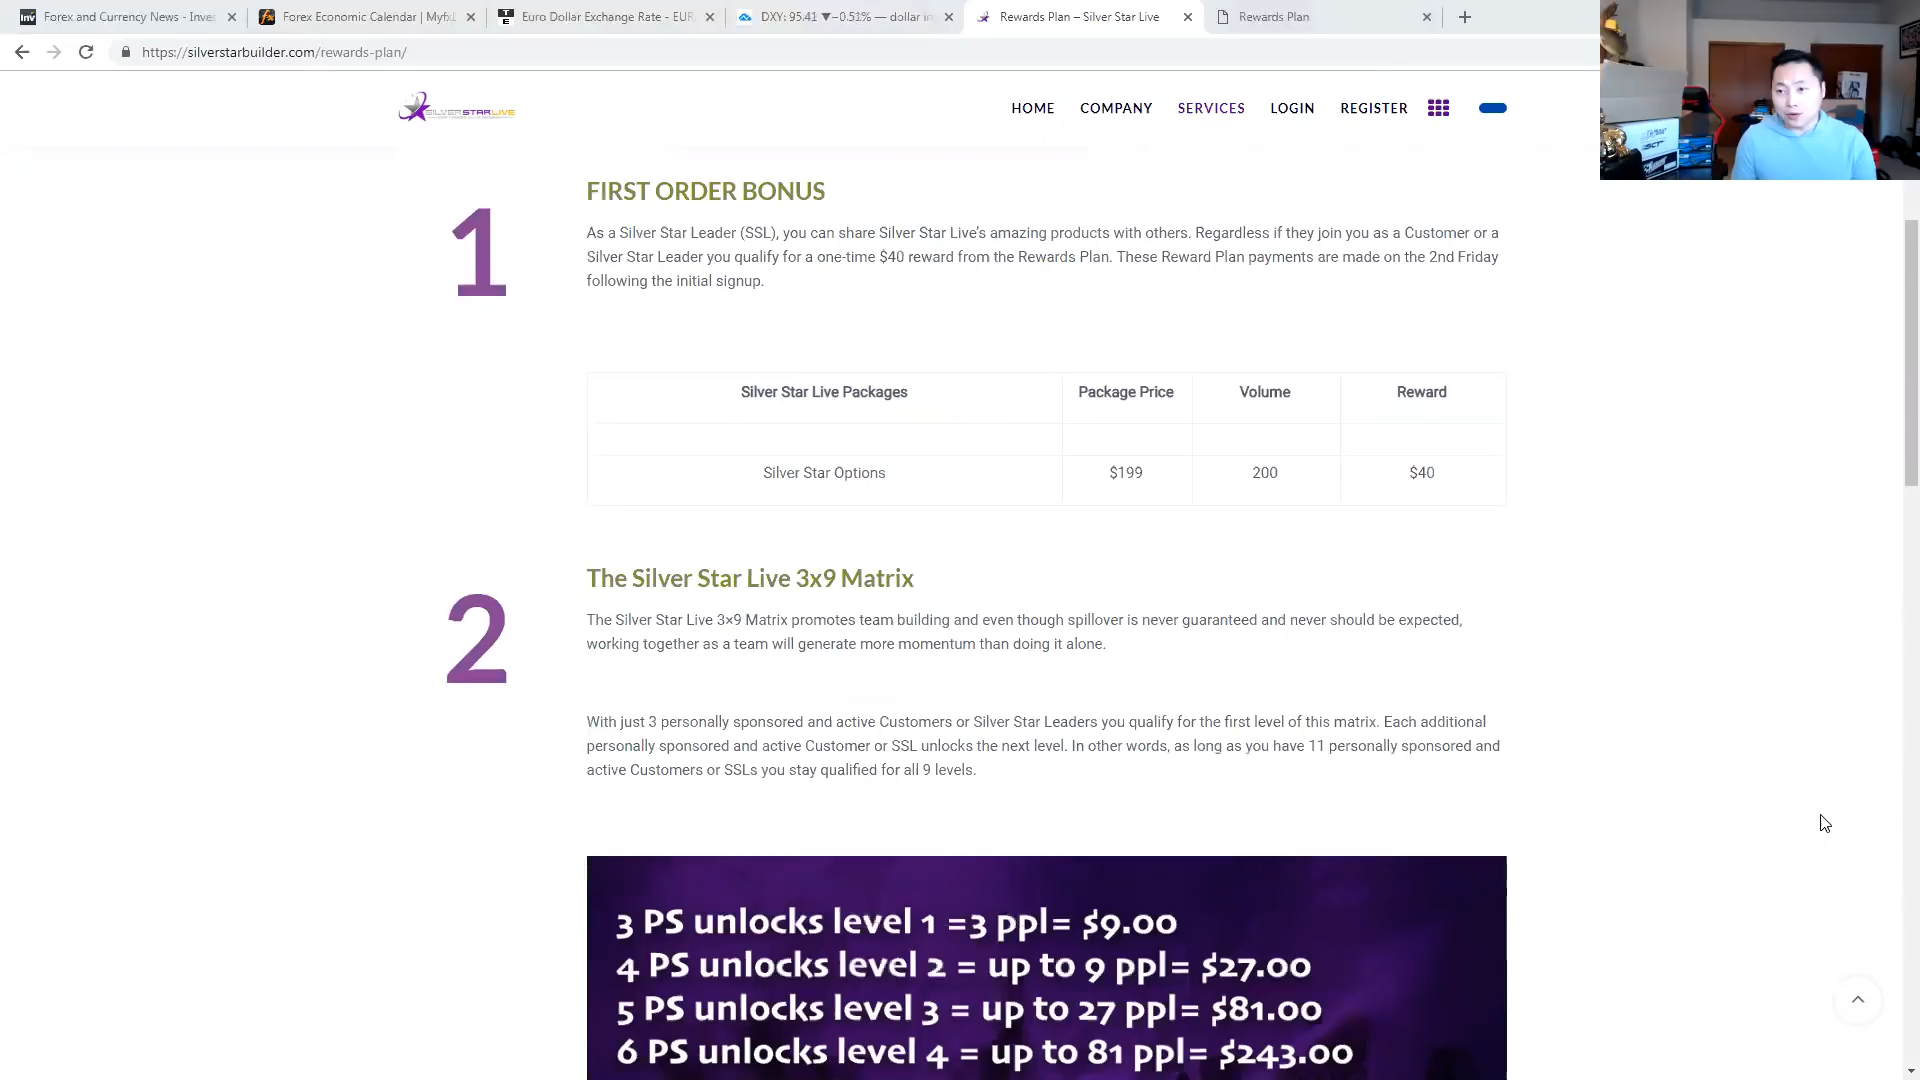 Forex and Currency News - Inves
Forex Economic Calendar | Myfxl
Euro Dollar Exchange Rate - EUR
DXY: 95.41 ▼−0.51% — dollar in
Rewards Plan – Silver Star Live
Rewards Plan
https://silverstarbuilder.com/rewards-plan/
SILVERSTARLIVE
HOME
COMPANY
SERVICES
LOGIN
REGISTER
1
FIRST ORDER BONUS
As a Silver Star Leader (SSL), you can share Silver Star Live's amazing products with others. Regardless if they join you as a Customer or a
Silver Star Leader you qualify for a one-time $40 reward from the Rewards Plan. These Reward Plan payments are made on the 2nd Friday
following the initial signup.
Silver Star Live Packages
Package Price
Volume
Reward
Silver Star Options
$199
200
$40
2
The Silver Star Live 3x9 Matrix
The Silver Star Live 3×9 Matrix promotes team building and even though spillover is never guaranteed and never should be expected,
working together as a team will generate more momentum than doing it alone.
With just 3 personally sponsored and active Customers or Silver Star Leaders you qualify for the first level of this matrix. Each additional
personally sponsored and active Customer or SSL unlocks the next level. In other words, as long as you have 11 personally sponsored and
active Customers or SSLs you stay qualified for all 9 levels.
3 PS unlocks level 1 =3 ppl= $9.00
4 PS unlocks level 2 = up to 9 ppl= $27.00
5 PS unlocks level 3 = up to 27 ppl= $81.00
6 PS unlocks level 4 = up to 81 ppl= $243.00